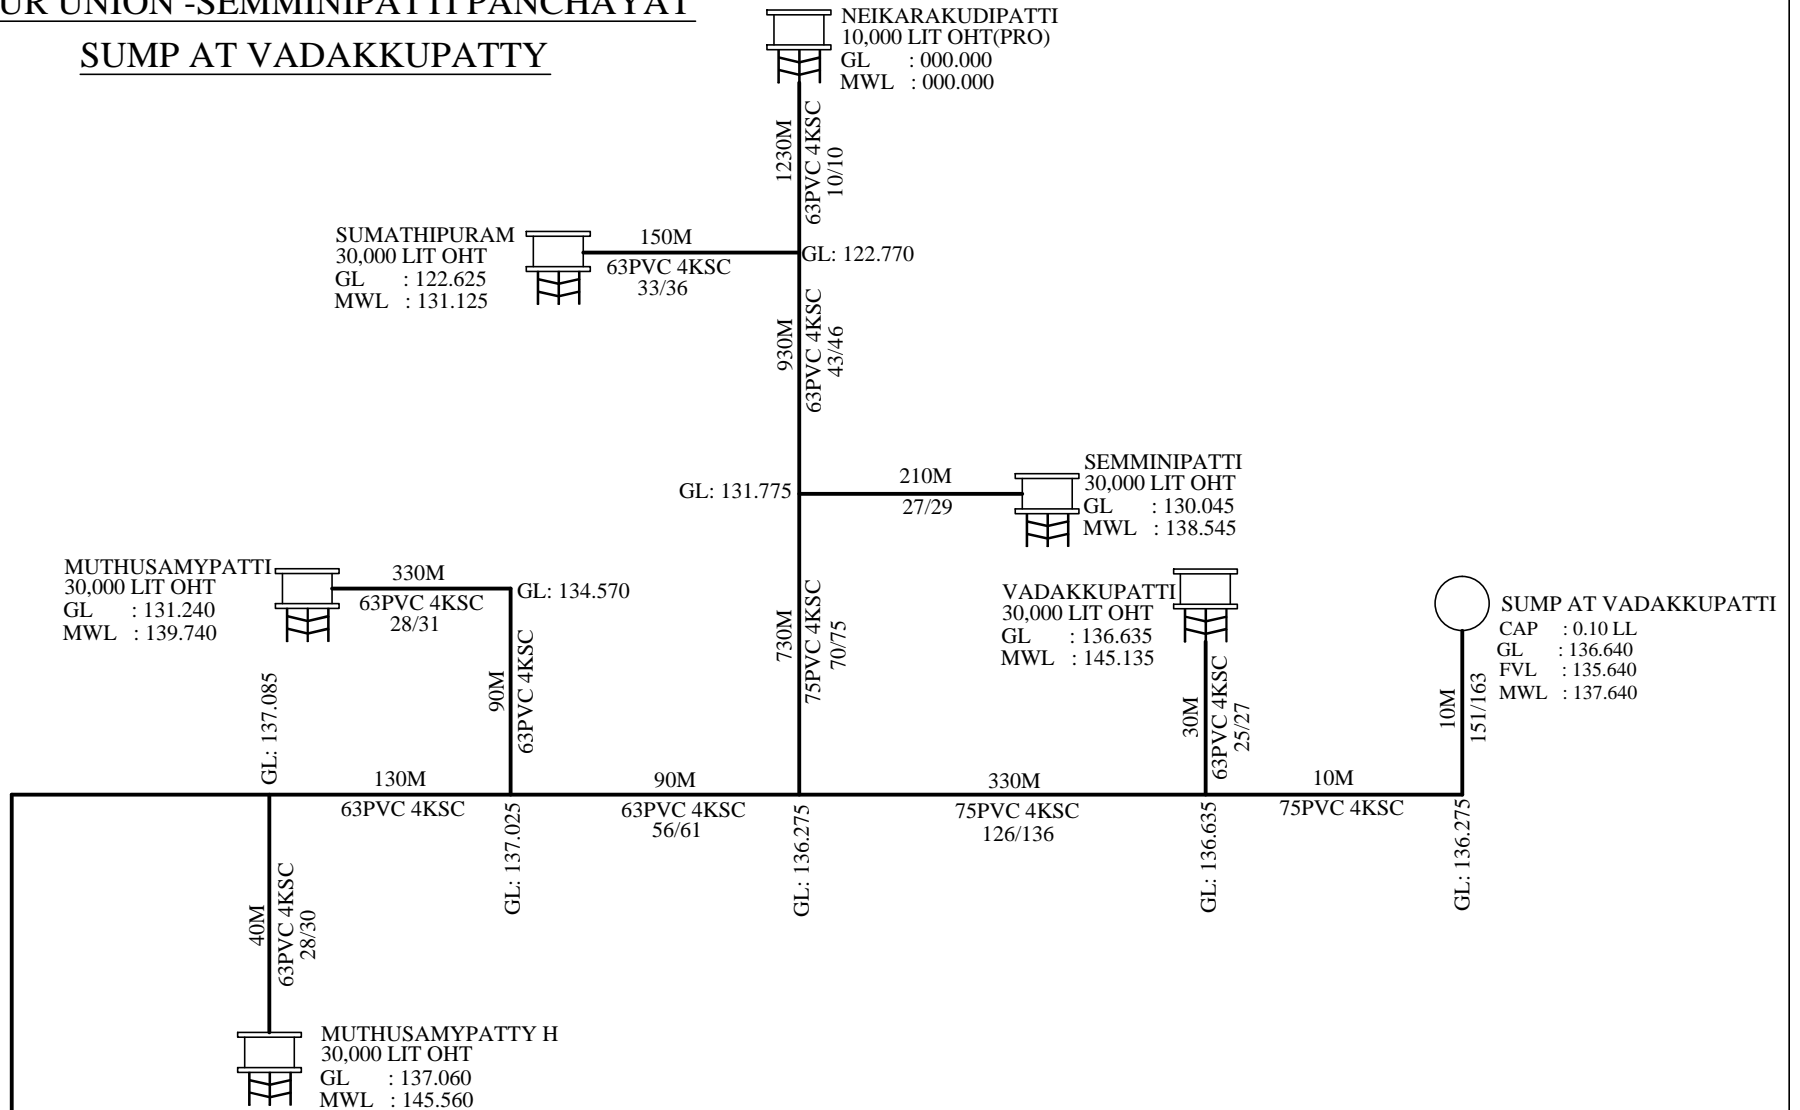 UR UNION -SEMMINIPATTI PANCHAYAT
SUMP AT VADAKKUPATTY
NEIKARAKUDIPATTI
10,000 LIT OHT(PRO)
GL : 000.000
MWL : 000.000
1230M
63PVC 4KSC
10/10
SUMATHIPURAM
30,000 LIT OHT
GL : 122.625
MWL : 131.125
150M
63PVC 4KSC
33/36
GL: 122.770
930M
63PVC 4KSC
43/46
GL: 131.775
210M
27/29
SEMMINIPATTI
30,000 LIT OHT
GL : 130.045
MWL : 138.545
MUTHUSAMYPATTI
30,000 LIT OHT
GL : 131.240
MWL : 139.740
330M
63PVC 4KSC
28/31
GL: 134.570
90M
63PVC 4KSC
730M
75PVC 4KSC
70/75
VADAKKUPATTI
30,000 LIT OHT
GL : 136.635
MWL : 145.135
30M
63PVC 4KSC
25/27
SUMP AT VADAKKUPATTI
CAP : 0.10 LL
GL : 136.640
FVL : 135.640
MWL : 137.640
10M
151/163
GL: 137.085
130M
63PVC 4KSC
GL: 137.025
90M
63PVC 4KSC
56/61
GL: 136.275
330M
75PVC 4KSC
126/136
GL: 136.635
10M
75PVC 4KSC
GL: 136.275
40M
63PVC 4KSC
28/30
MUTHUSAMYPATTY H
30,000 LIT OHT
GL : 137.060
MWL : 145.560